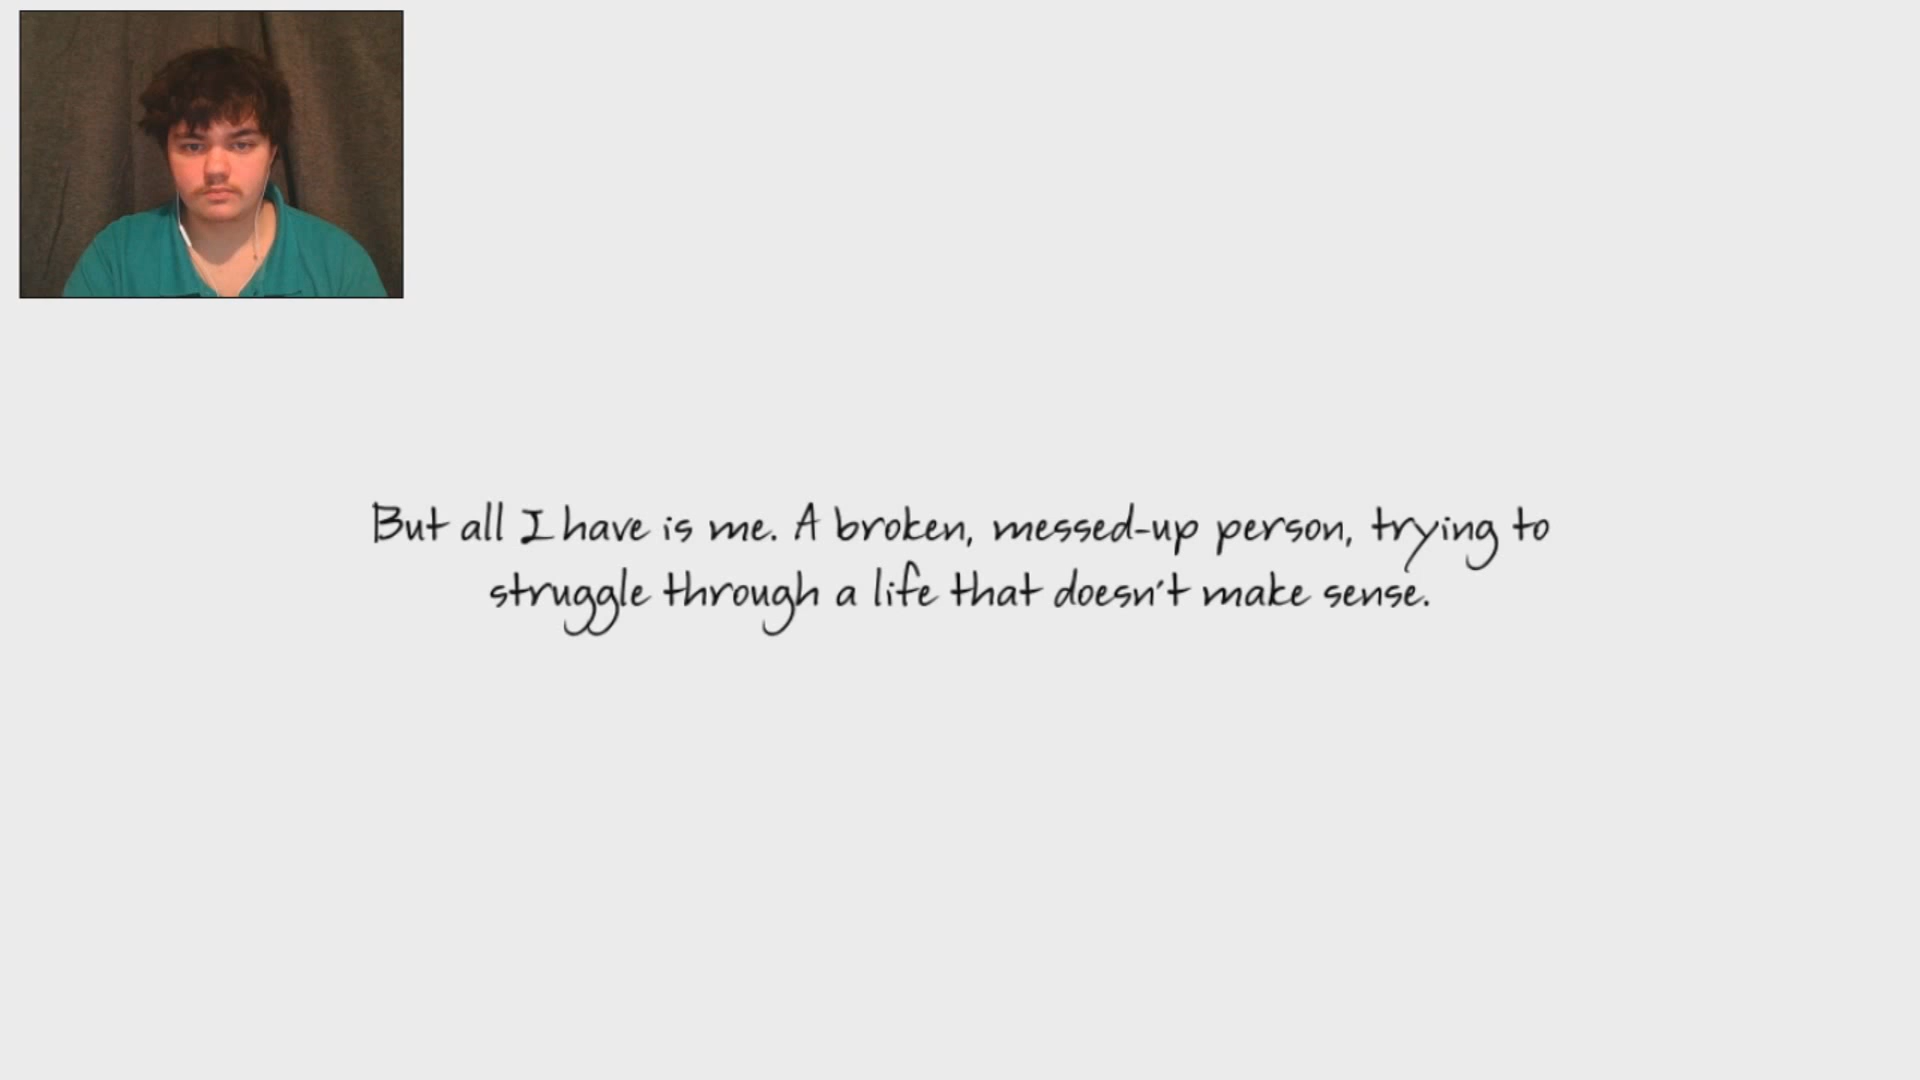 But all I have is me. A broken, messed-up person, trying to
struggle through a life that doesn't make sense.